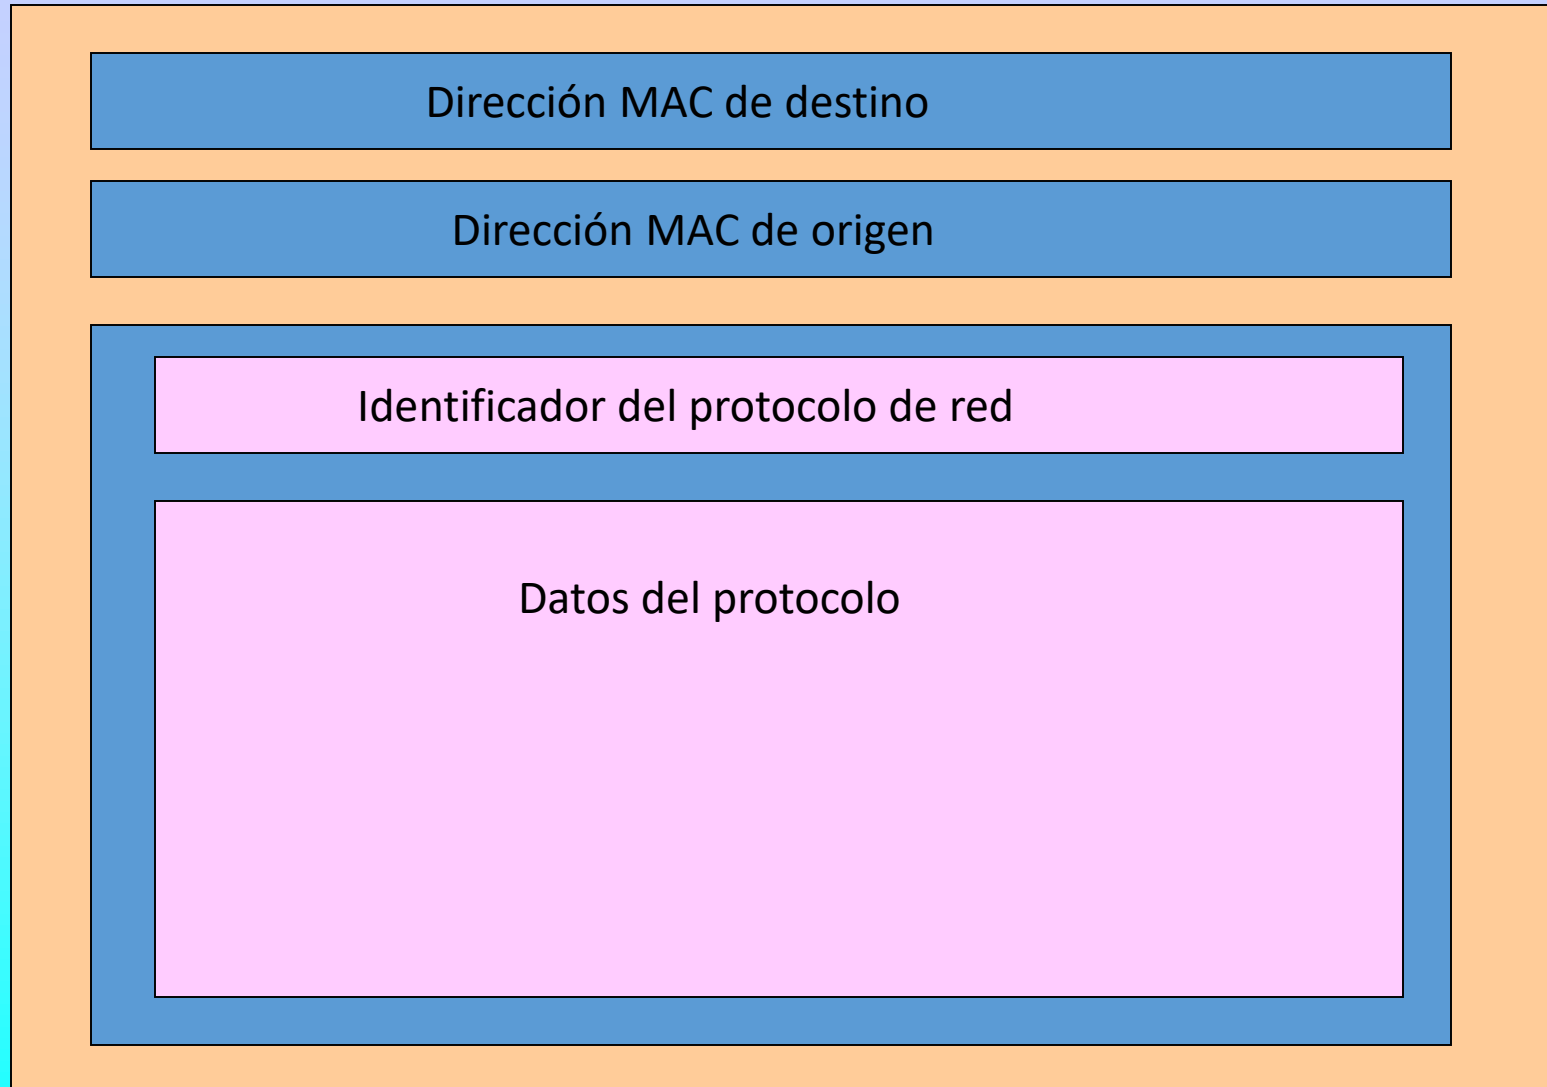 Dirección MAC de destino
Dirección MAC de origen
Identificador del protocolo de red
Datos del protocolo